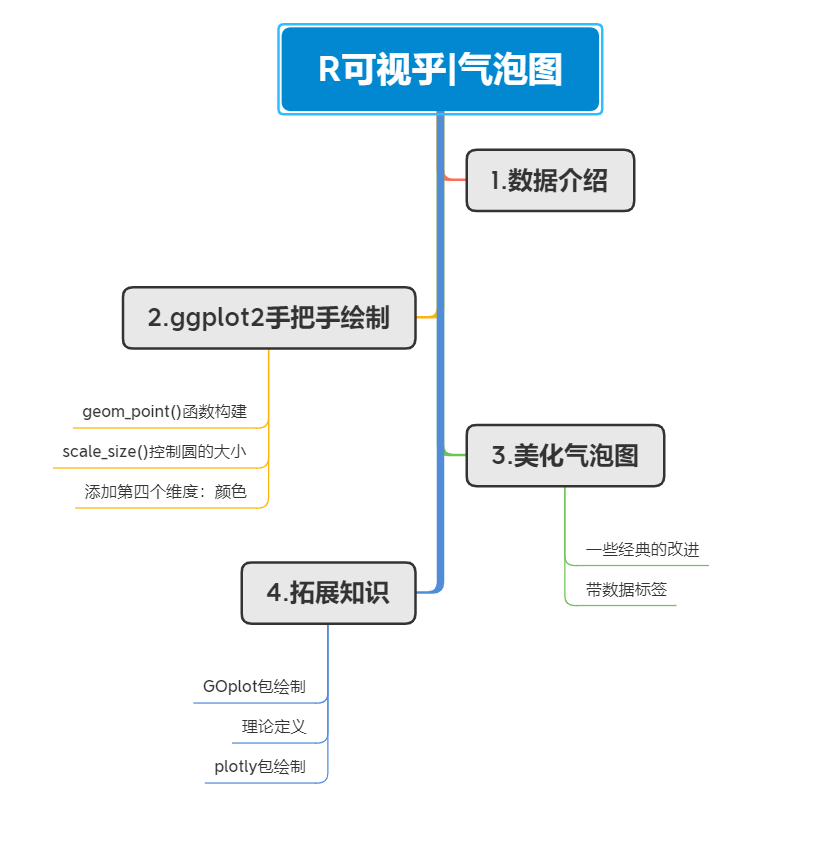 R可视乎|气泡图
1.数据介绍
2.ggplot2手把手绘制
geom_point()函数构建
scale_size()控制圆的大小
添加第四个维度：颜色
3.美化气泡图
一些经典的改进
带数据标签
4.拓展知识
GOplot包绘制
理论定义
plotly包绘制